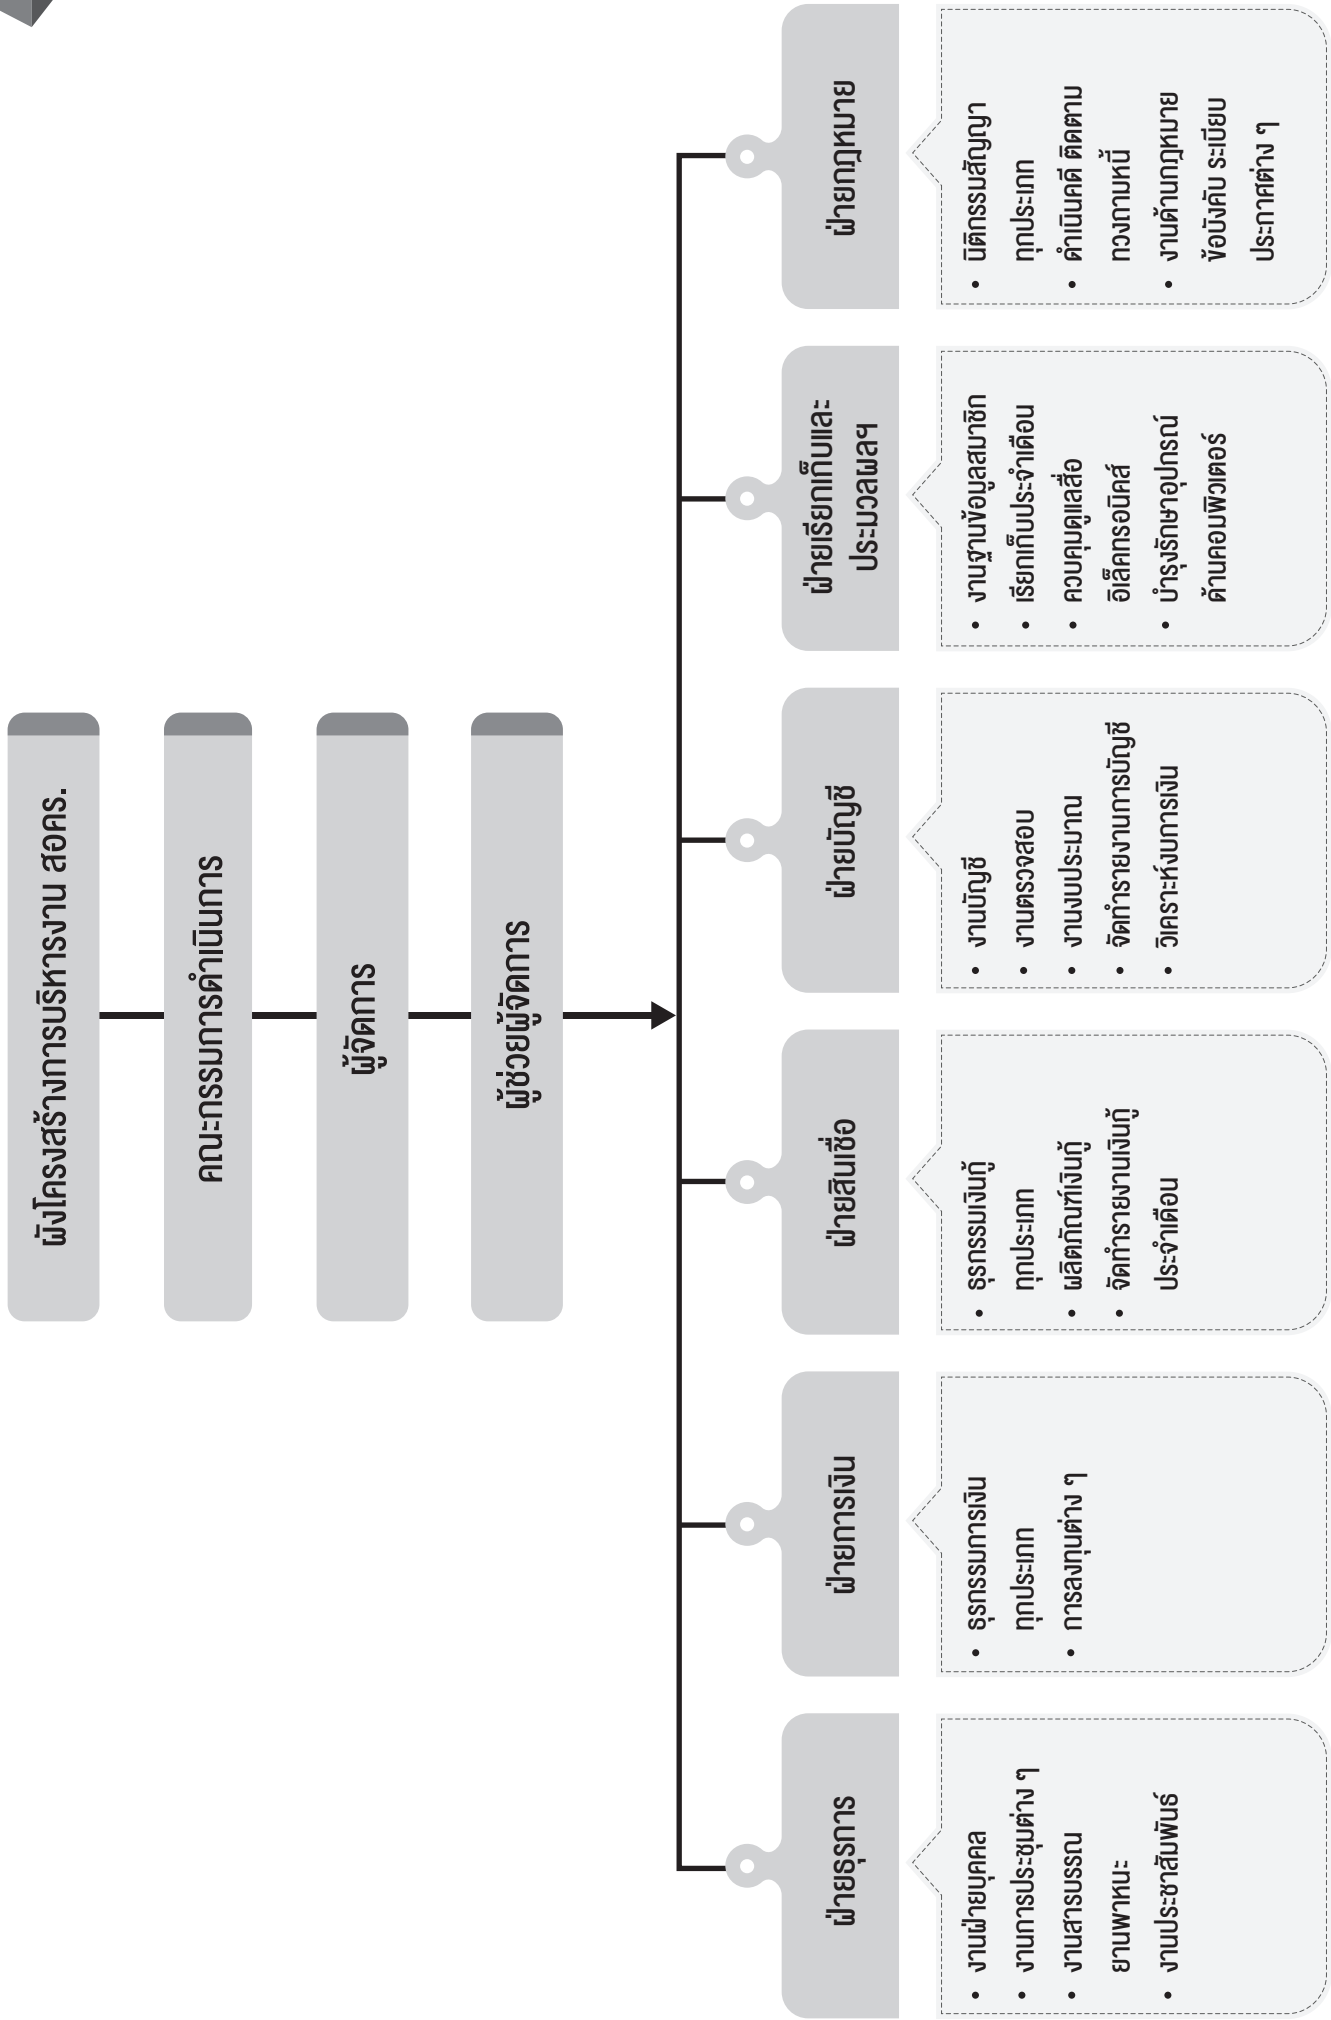 ผังโครงสร้างการบริหารงาน สอคร.
คณะกรรมการดำเนินการ
ผู้จัดการ
ผู้ช่วยผู้จัดการ
ฝ่ายธุรการ
• งานฝ่ายบุคคล
• งานการประชุมต่าง ๆ
• งานสารบรรณ
ยานพาหนะ
• งานประชาสัมพันธ์
ฝ่ายการเงิน
• ธุรกรรมการเงิน
ทุกประเภท
• การลงทุนต่าง ๆ
ฝ่ายสินเชื่อ
• ธุรกรรมเงินกู้
ทุกประเภท
• ผลิตภัณฑ์เงินกู้
• จัดทำรายงานเงินกู้
ประจำเดือน
ฝ่ายบัญชี
• งานบัญชี
• งานตรวจสอบ
• งานงบประมาณ
• จัดทำรายงานการบัญชี
• วิเคราะห์งบการเงิน
ฝ่ายเรียกเก็บและ
ประมวลผลฯ
• งานฐานข้อมูลสมาชิก
• เรียกเก็บประจำเดือน
• ควบคุมดูแลสื่อ
อิเล็คทรอนิคส์
• บำรุงรักษาอุปกรณ์
ด้านคอมพิวเตอร์
ฝ่ายกฎหมาย
• นิติกรรมสัญญา
ทุกประเภท
• ดำเนินคดี ติดตาม
ทวงถามหนี้
• งานด้านกฎหมาย
ข้อบังคับ ระเบียบ
ประกาศต่าง ๆ